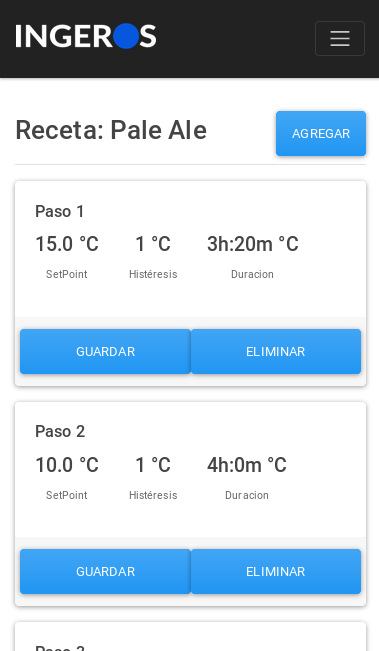 INGEROS
Receta: Pale Ale
AGREGAR
Paso 1
15.0 °C 1 °C 3h:20m °C
SetPoint Histéresis Duracion
GUARDAR ELIMINAR
Paso 2
10.0 °C 1 °C 4h:0m °C
SetPoint Histéresis Duracion
GUARDAR ELIMINAR